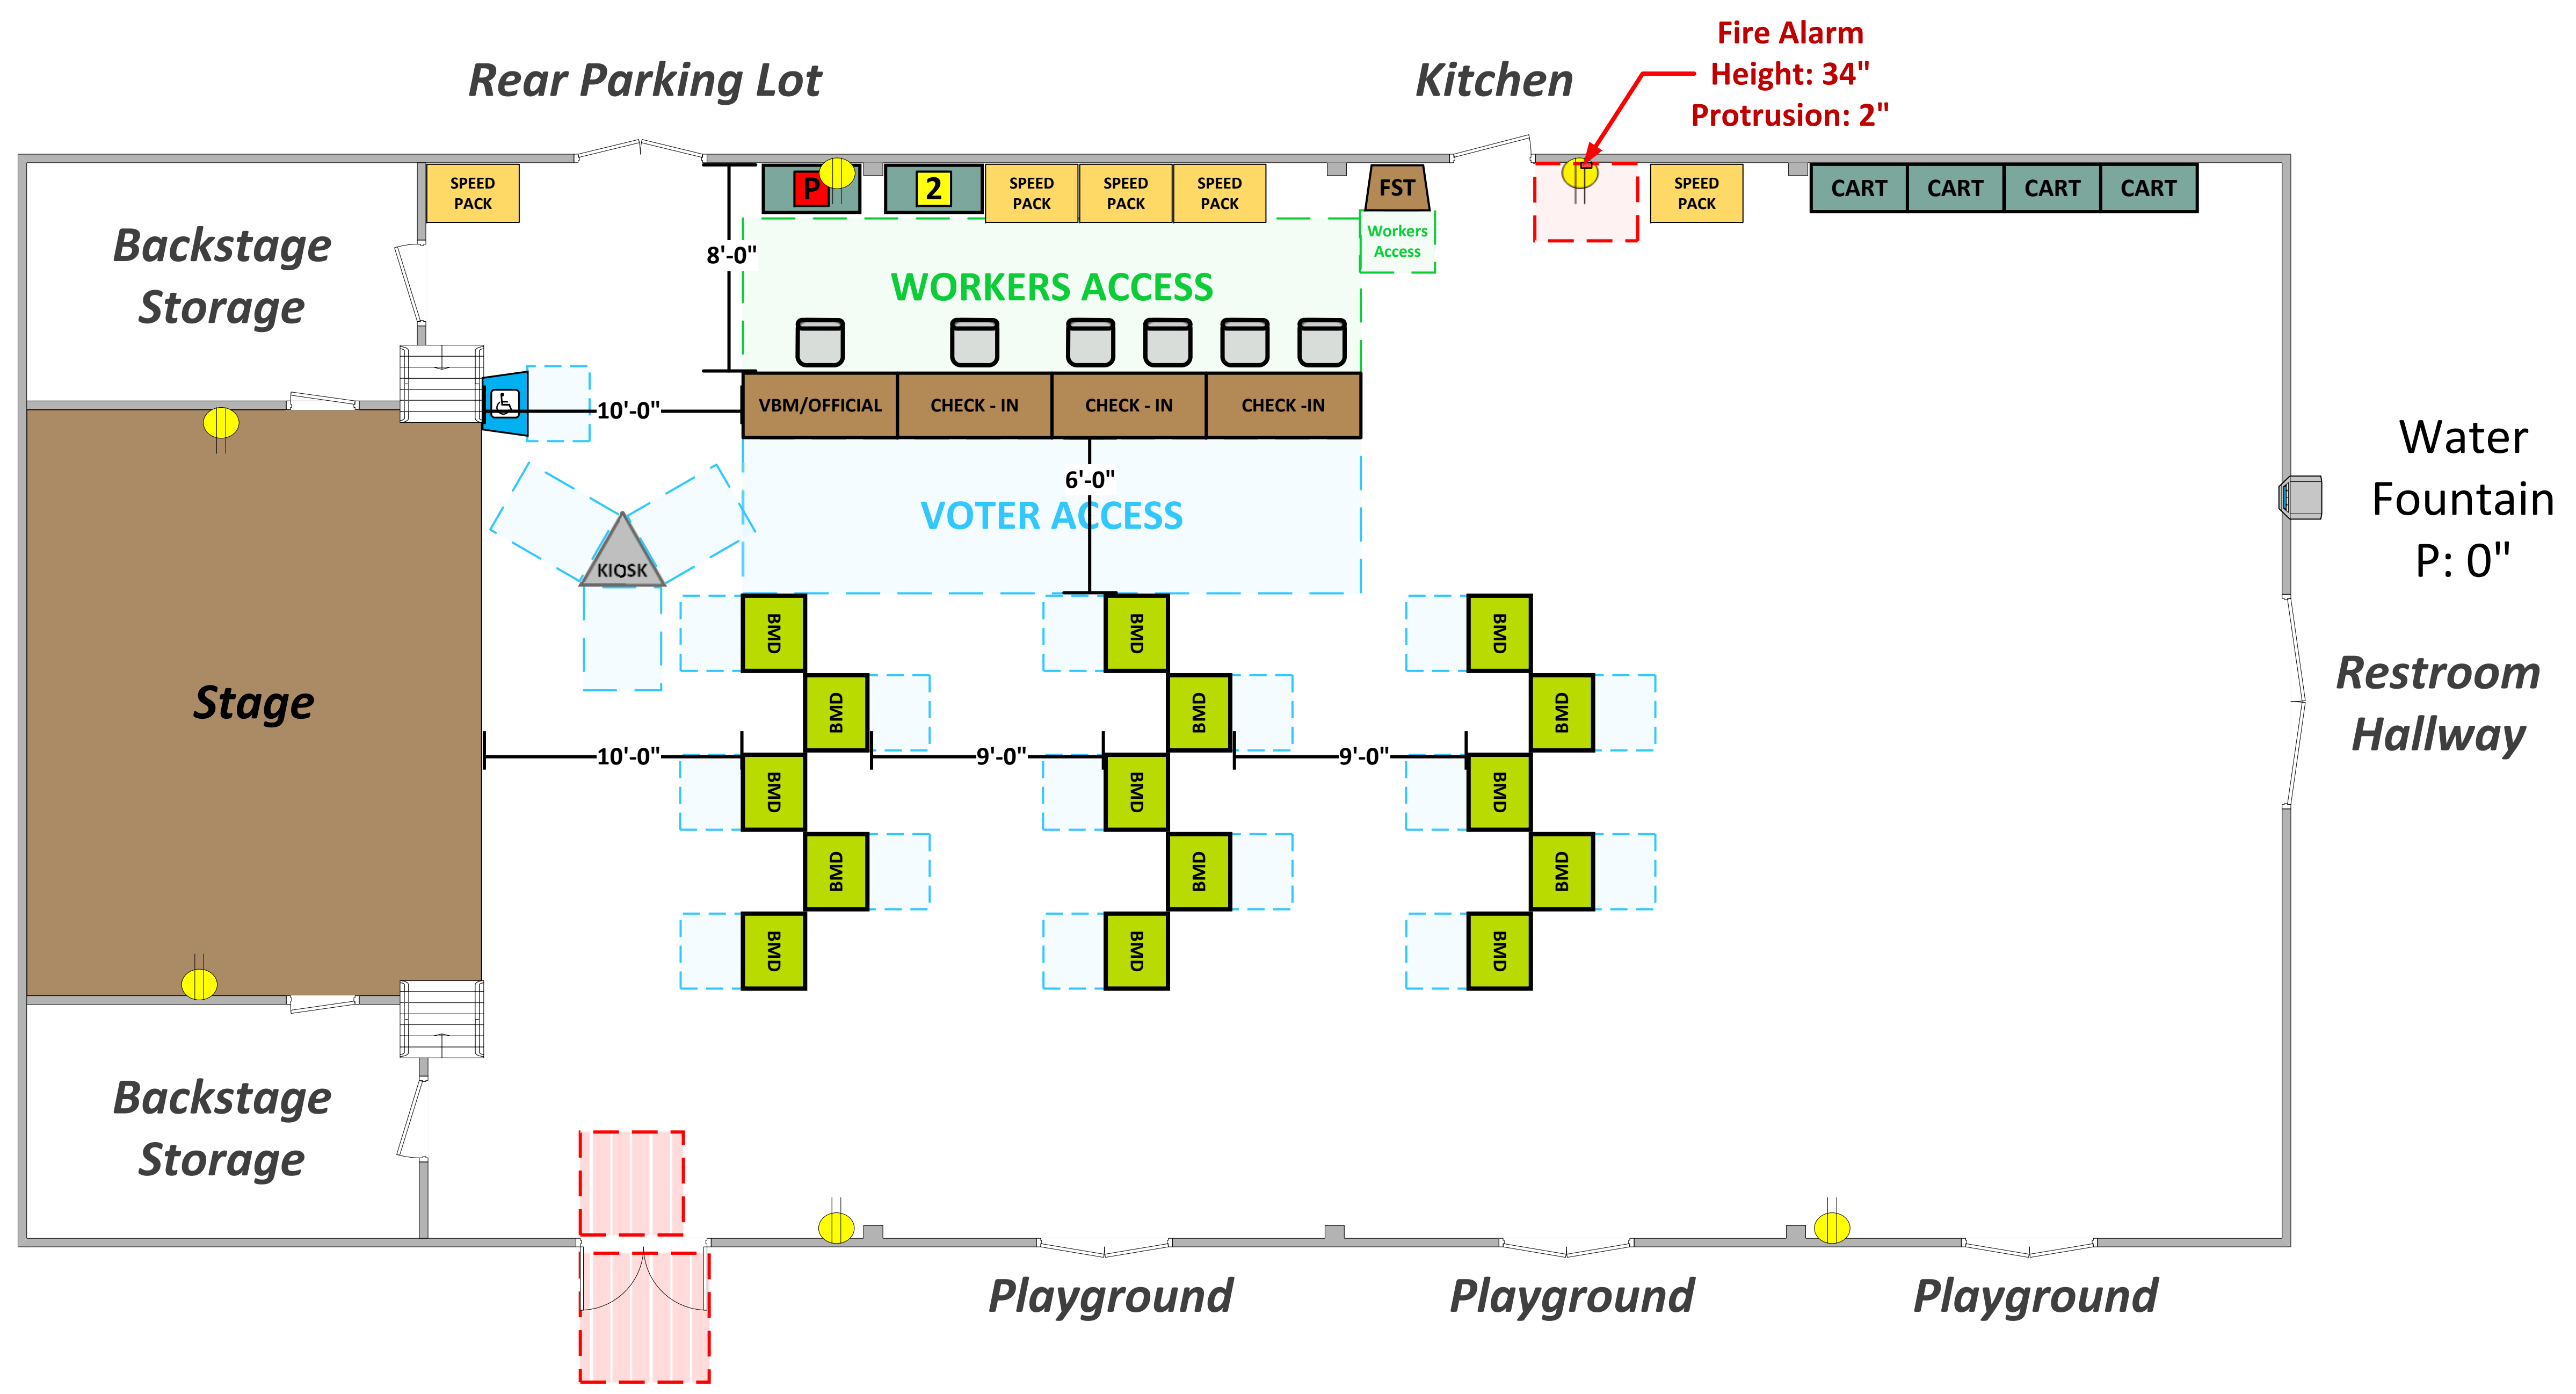 Fire Alarm
Height: 34"
Protrusion: 2"
Rear Parking Lot
Kitchen
SPEED
PACK
P
2
SPEED
PACK
SPEED
PACK
SPEED
PACK
FST
SPEED
PACK
CART
CART
CART
CART
Backstage
Storage
8'-0"
Workers
Access
WORKERS ACCESS
10'-0"
VBM/OFFICIAL
CHECK - IN
CHECK - IN
CHECK -IN
6'-0"
VOTER ACCESS
KIOSK
Water
Fountain
P: 0"
BMD
BMD
BMD
Stage
BMD
BMD
BMD
Restroom
Hallway
10'-0"
9'-0"
9'-0"
BMD
BMD
BMD
BMD
BMD
BMD
BMD
BMD
BMD
Backstage
Storage
Playground
Playground
Playground